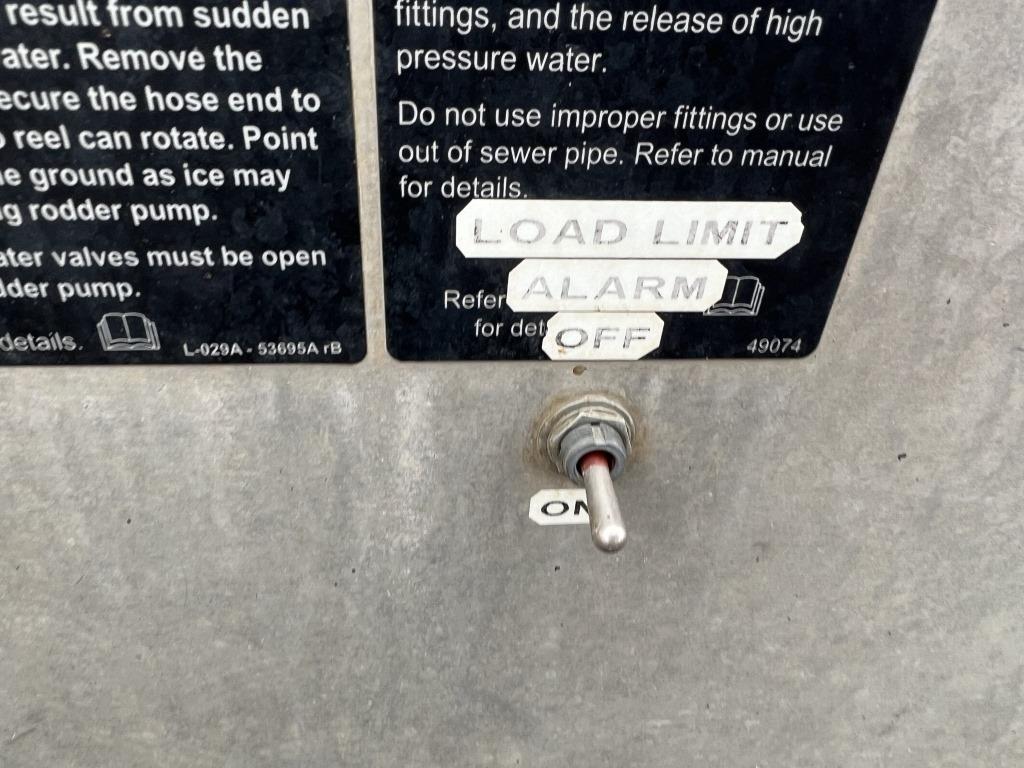 result from sudden
ater. Remove the
ecure the hose end to
reel can rotate. Point
e ground as ice may
g rodder pump.
ater valves must be open
dder pump.
details.
L-029A - 53695A rB
fittings, and the release of high
pressure water.
Do not use improper fittings or use
out of sewer pipe. Refer to manual
for details.
LOAD LIMIT
Refer
ALARM
for det
OFF
49074
ON